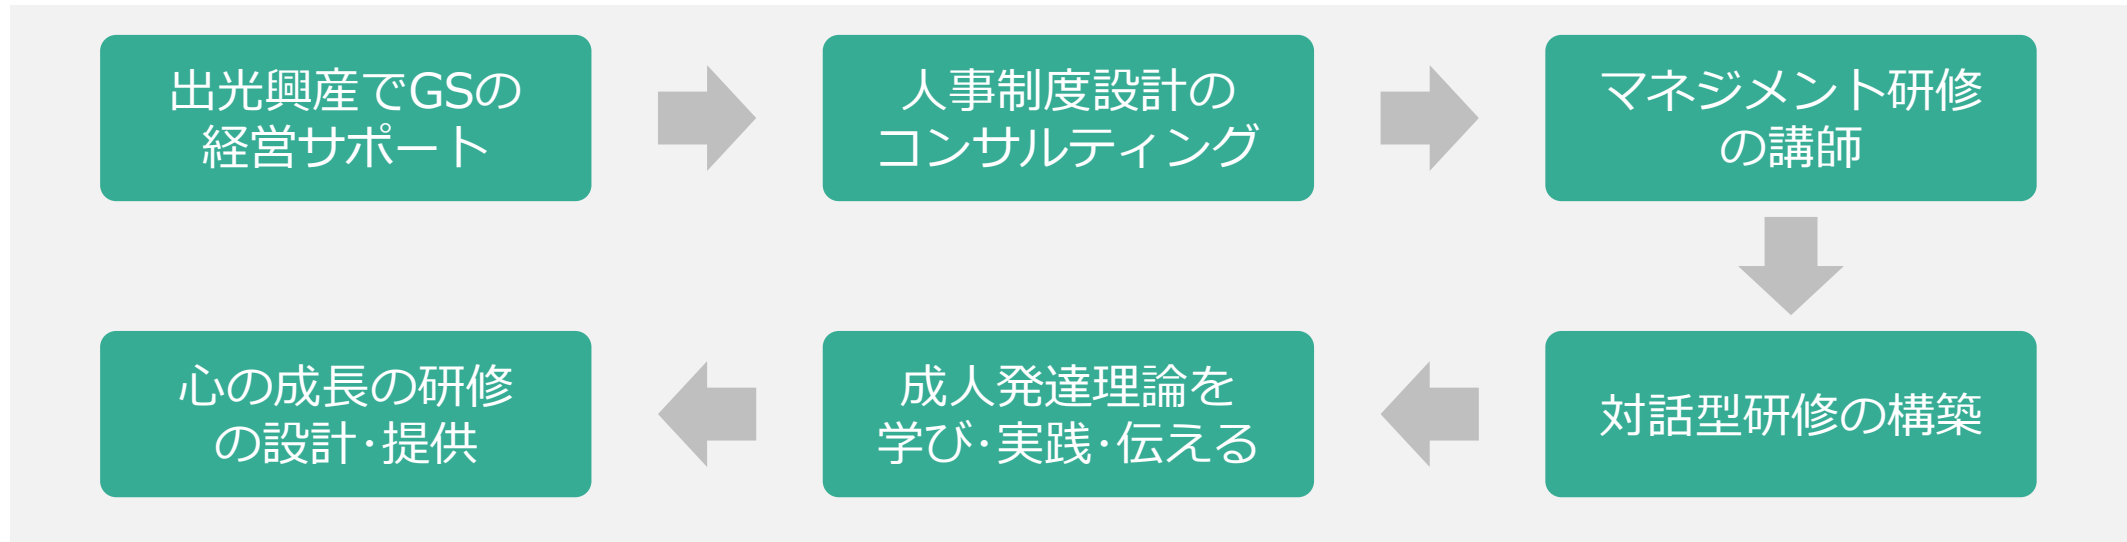 出光興産でGSの
経営サポート
人事制度設計の
コンサルティング
マネジメント研修
の講師
対話型研修の構築
成人発達理論を
学び・実践・伝える
心の成長の研修
の設計・提供